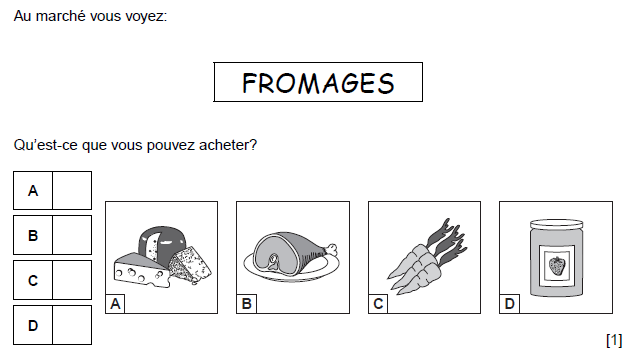 Au marché vous voyez:
FROMAGES
Qu'est-ce que vous pouvez acheter?
A
B
C
D
A B C D
[1]